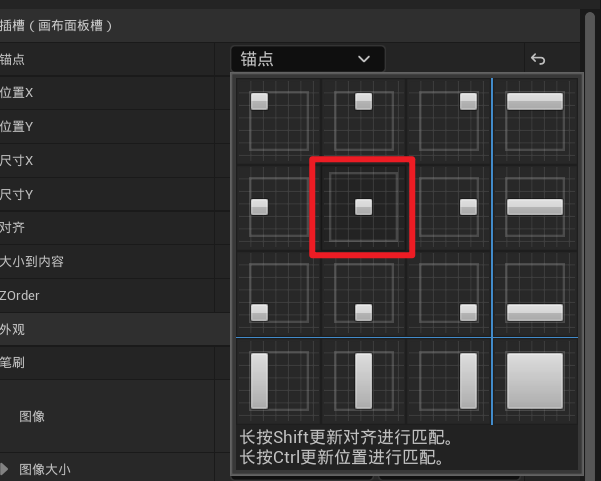 插槽（画布面板槽）
锚点
锚点
位置X
位置Y
尺寸X
尺寸Y
对齐
大小到内容
ZOrder
外观
笔刷
图像
长按Shift更新对齐进行匹配。
长按Ctrl更新位置进行匹配。
图像大小